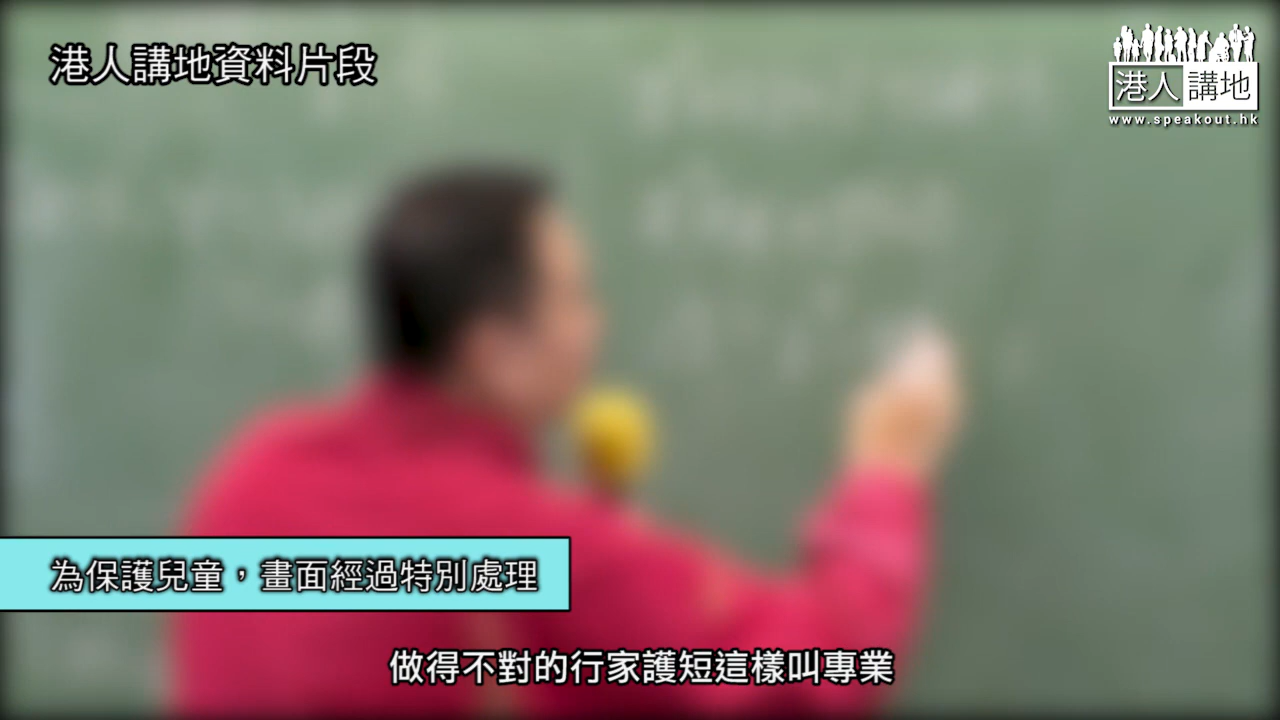 港人講地資料片段
港人講地
www.speakout.hk
為保護兒童，畫面經過特別處理
做得不對的行家護短這樣叫專業